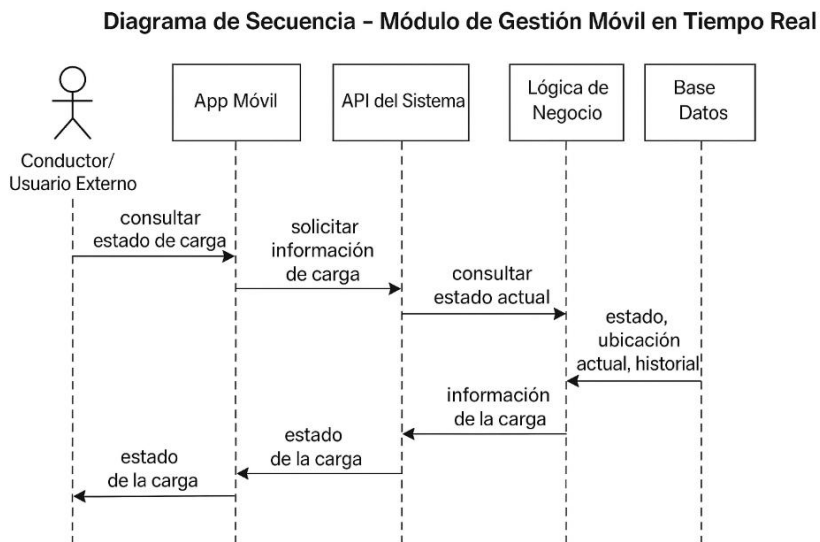 Diagrama de Secuencia – Módulo de Gestión Móvil en Tiempo Real
Conductor/
Usuario Externo
App Móvil
API del Sistema
Lógica de
Negocio
Base
Datos
consultar
estado de carga
solicitar
información
de carga
consultar
estado actual
estado,
ubicación
actual, historial
información
de la carga
estado
de la carga
estado
de la carga